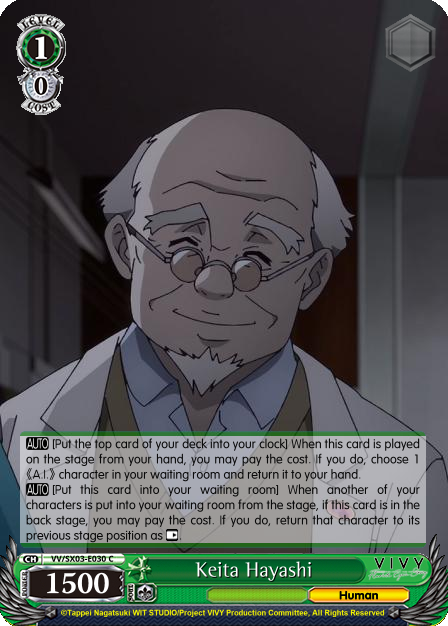 LEVEL
1
0
COST
AUTO [Put the top card of your deck into your clock] When this card is played
on the stage from your hand, you may pay the cost. If you do, choose 1
《A.I.》 character in your waiting room and return it to your hand.
AUTO [Put this card into your waiting room] When another of your
characters is put into your waiting room from the stage, if this card is in the
back stage, you may pay the cost. If you do, return that character to its
previous stage position as
CH VV/SX03-E030 C
POWER 1500 SOUL
Keita Hayashi
VIVY
Human
©Tappei Nagatsuki WIT STUDIO/Project VIVY Production Committee, All Rights Reserved